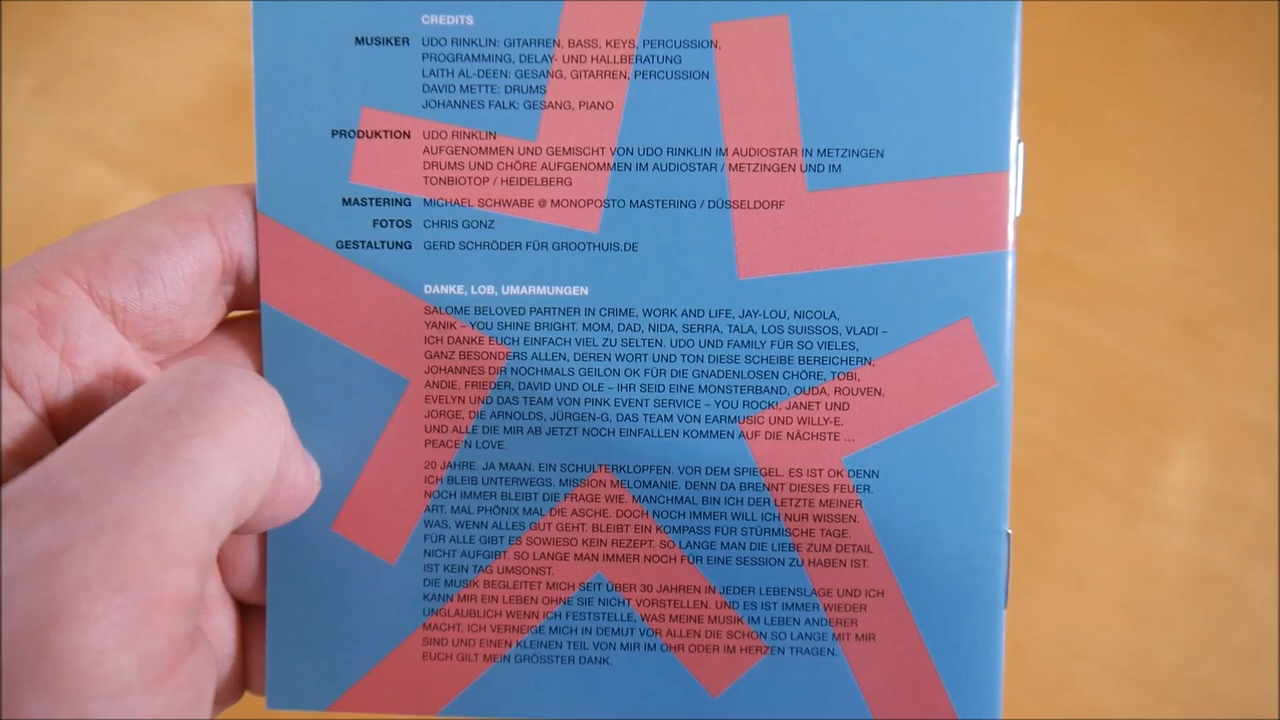 CREDITS
MUSIKER UDO RINKLIN: GITARREN, BASS, KEYS, PERCUSSION,
PROGRAMMING, DELAY- UND HALLBERATUNG
LAITH AL-DEEN: GESANG, GITARREN, PERCUSSION
DAVID METTE: DRUMS
JOHANNES FALK: GESANG, PIANO
PRODUKTION UDO RINKLIN
AUFGENOMMEN UND GEMISCHT VON UDO RINKLIN IM AUDIOSTAR IN METZINGEN
DRUMS UND CHÖRE AUFGENOMMEN IM AUDIOSTAR / METZINGEN UND IM
TONBIOTOP / HEIDELBERG
MASTERING MICHAEL SCHWABE @ MONOPOSTO MASTERING / DÜSSELDORF
FOTOS CHRIS GONZ
GESTALTUNG GERD SCHRÖDER FÜR GROOTHUIS.DE
DANKE, LOB, UMARMUNGEN
SALOME BELOVED PARTNER IN CRIME, WORK AND LIFE, JAY-LOU, NICOLA,
YANIK – YOU SHINE BRIGHT. MOM, DAD, NIDA, SERRA, TALA, LOS SUISSOS, VLADI –
ICH DANKE EUCH EINFACH VIEL ZU SELTEN. UDO UND FAMILY FÜR SO VIELES,
GANZ BESONDERS ALLEN, DEREN WORT UND TON DIESE SCHEIBE BEREICHERN.
JOHANNES DIR NOCHMALS GEILON OK FÜR DIE GNADENLOSEN CHÖRE, TOBI,
ANDIE, FRIEDER, DAVID UND OLE – IHR SEID EINE MONSTERBAND, OUDA, ROUVEN,
EVELYN UND DAS TEAM VON PINK EVENT SERVICE – YOU ROCK!, JANET UND
JORGE, DIE ARNOLDS, JÜRGEN-G, DAS TEAM VON EARMUSIC UND WILLY-E.
UND ALLE DIE MIR AB JETZT NOCH EINFALLEN KOMMEN AUF DIE NÄCHSTE ...
PEACE'N LOVE.
20 JAHRE. JA MAAN. EIN SCHULTERKLOPFEN. VOR DEM SPIEGEL. ES IST OK DENN
ICH BLEIB UNTERWEGS. MISSION MELOMANIE. DENN DA BRENNT DIESES FEUER.
NOCH IMMER BLEIBT DIE FRAGE WIE. MANCHMAL BIN ICH DER LETZTE MEINER
ART. MAL PHÖNIX MAL DIE ASCHE. DOCH NOCH IMMER WILL ICH NUR WISSEN.
WAS, WENN ALLES GUT GEHT. BLEIBT EIN KOMPASS FÜR STÜRMISCHE TAGE.
FÜR ALLE GIBT ES SOWIESO KEIN REZEPT. SO LANGE MAN DIE LIEBE ZUM DETAIL
NICHT AUFGIBT. SO LANGE MAN IMMER NOCH FÜR EINE SESSION ZU HABEN IST.
IST KEIN TAG UMSONST.
DIE MUSIK BEGLEITET MICH SEIT ÜBER 30 JAHREN IN JEDER LEBENSLAGE UND ICH
KANN MIR EIN LEBEN OHNE SIE NICHT VORSTELLEN. UND ES IST IMMER WIEDER
UNGLAUBLICH WENN ICH FESTSTELLE, WAS MEINE MUSIK IM LEBEN ANDERER
MACHT. ICH VERNEIGE MICH IN DEMUT VOR ALLEN DIE SCHON SO LANGE MIT MIR
SIND UND EINEN KLEINEN TEIL VON MIR IM OHR ODER IM HERZEN TRAGEN.
EUCH GILT MEIN GRÖSSTER DANK.